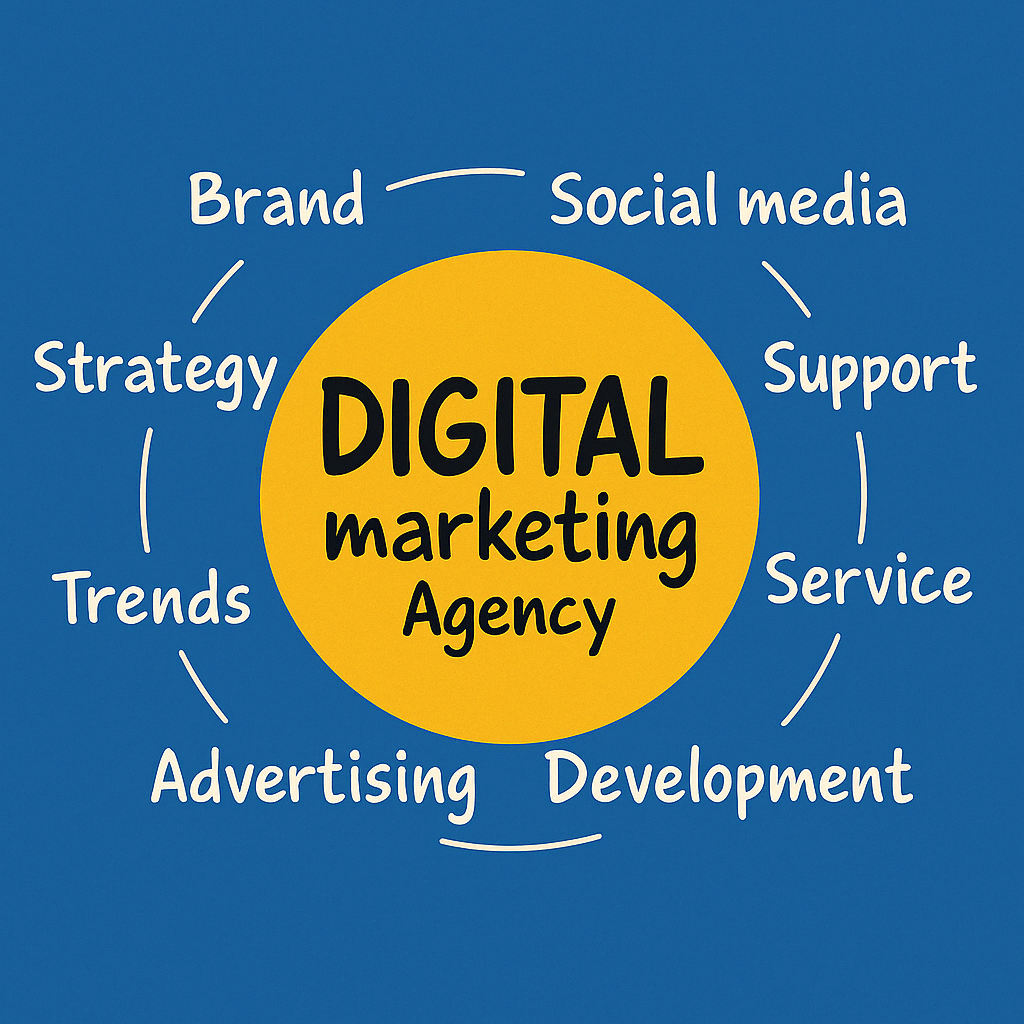 Brand
Social media
Strategy
Support
DIGITAL
marketing
Agency
Trends
Service
Advertising
Development